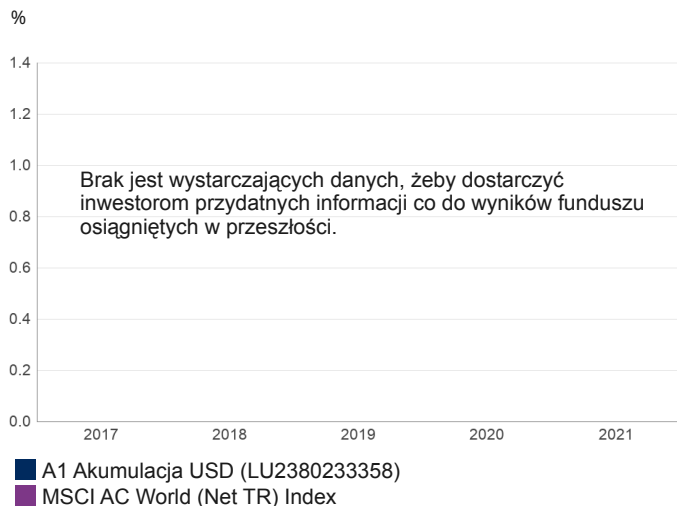 %
1.4
1.2
1.0
Brak jest wystarczających danych, żeby dostarczyć
inwestorom przydatnych informacji co do wyników funduszu
0.8
osiągniętych w przeszłości.
0.6
0.4
0.2
0.0
2017 2018 2019 2020 2021
A1 Akumulacja USD (LU2380233358)
MSCI AC World (Net TR) Index